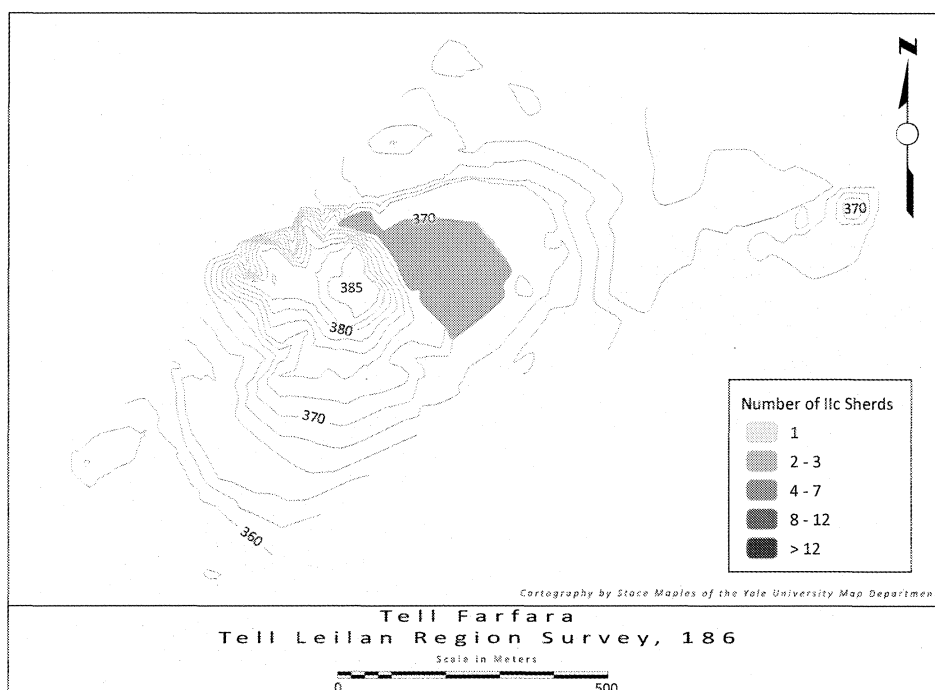 N
370
370
385
380
370
360
Number of IIc Sherds
1
2 - 3
4 - 7
8 - 12
> 12
Cartography by Stace Maples of the Yale University Map Departmen
Tell Farfara
Tell Leilan Region Survey, 186
Scale in Meters
0 500